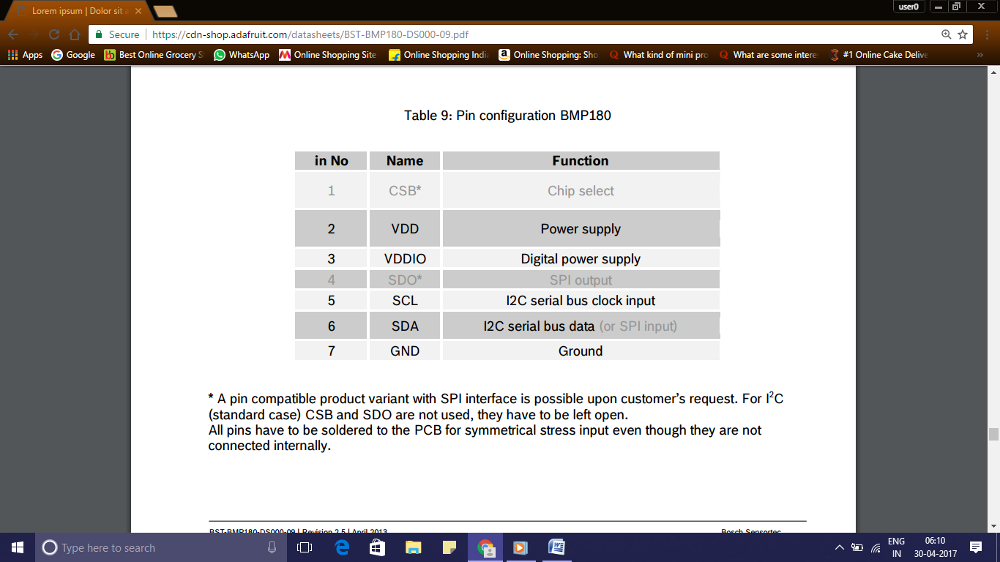 Lorem ipsum | Dolor sit a
user0
Secure | https://cdn-shop.adafruit.com/datasheets/BST-BMP180-DS000-09.pdf
Apps Google Best Online Grocery S WhatsApp Online Shopping Site Online Shopping Indi Online Shopping: Sho What kind of mini pro What are some intere #1 Online Cake Delive
Table 9: Pin configuration BMP180
in No Name Function
1 CSB* Chip select
2 VDD Power supply
3 VDDIO Digital power supply
4 SDO* SPI output
5 SCL I2C serial bus clock input
6 SDA I2C serial bus data (or SPI input)
7 GND Ground
* A pin compatible product variant with SPI interface is possible upon customer's request. For I²C
(standard case) CSB and SDO are not used, they have to be left open.
All pins have to be soldered to the PCB for symmetrical stress input even though they are not
connected internally.
BST-BMP180-DS000-09 | Revision 2.5 | April 2013 Bosch Sensortec
Type here to search
ENG 06:10
IN 30-04-2017